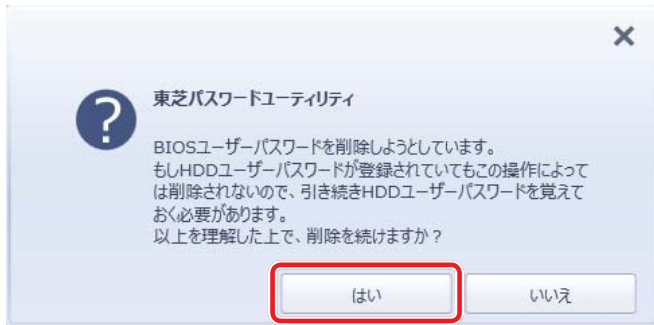 東芝パスワードユーティリティ
BIOSユーザーパスワードを削除しようとしています。
もしHDDユーザーパスワードが登録されていてもこの操作によって
は削除されないので、引き続きHDDユーザーパスワードを覚えて
おく必要があります。
以上を理解した上で、削除を続けますか？
はい
いいえ